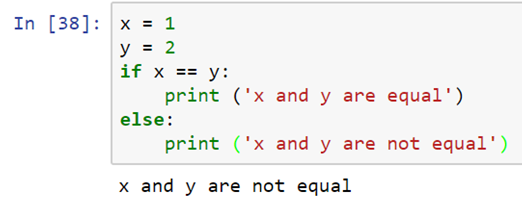 In [38]: x = 1
y = 2
if x == y:
    print ('x and y are equal')
else:
    print ('x and y are not equal')
x and y are not equal